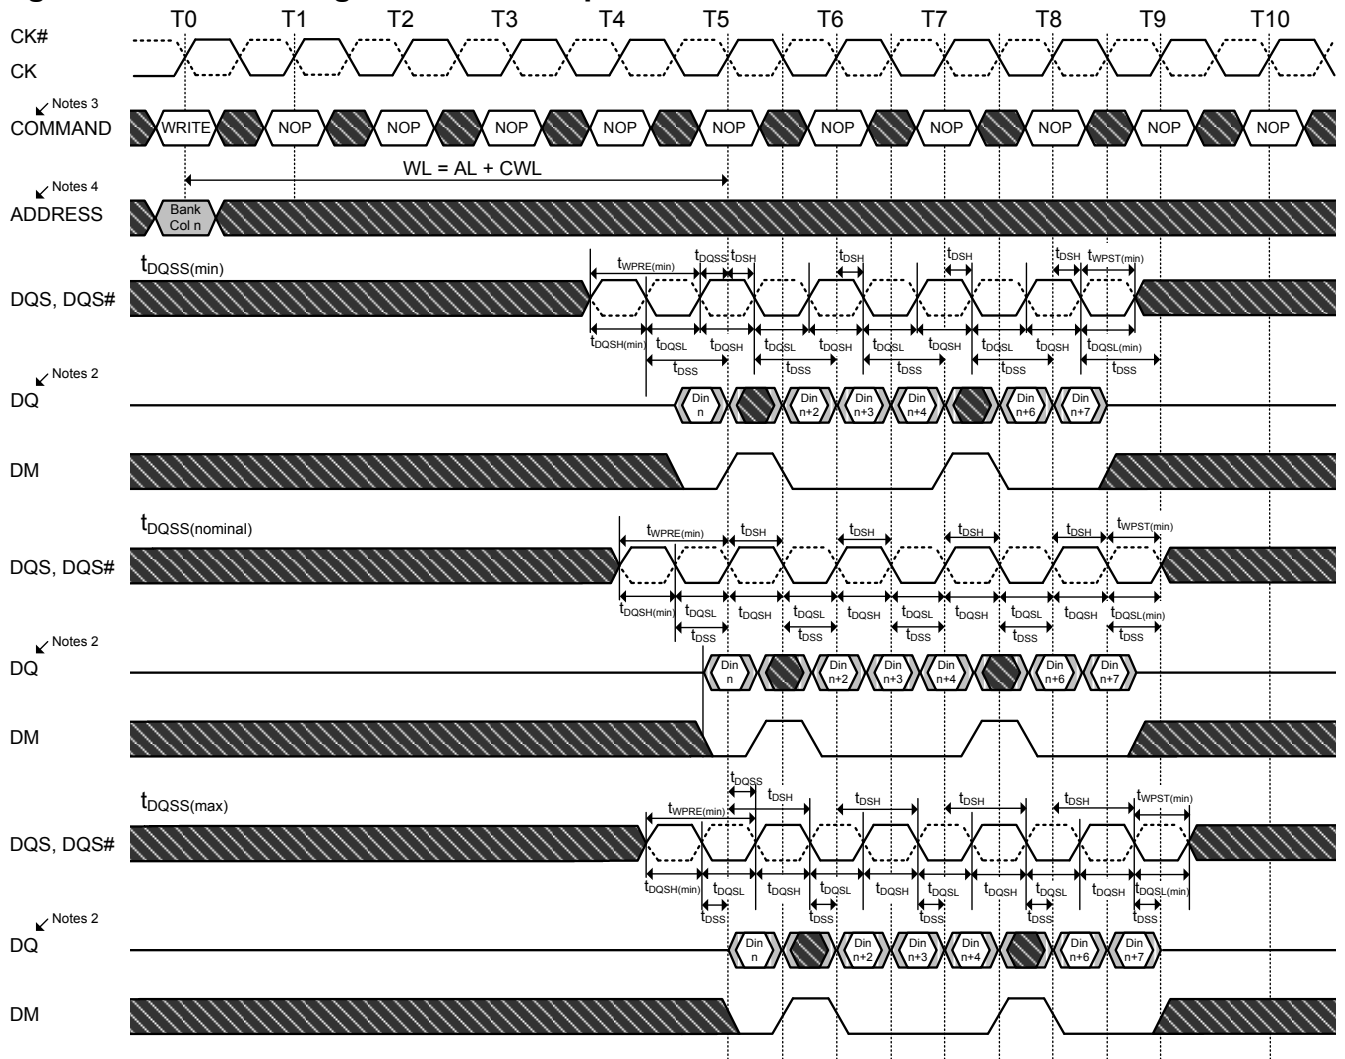 T0 T1 T2 T3 T4 T5 T6 T7 T8 T9 T10
CK#
CK
Notes 3
COMMAND WRITE NOP NOP NOP NOP NOP NOP NOP NOP NOP NOP
WL = AL + CWL
Notes 4
ADDRESS Bank Col n
tDQSS(min) tWPRE(min) tDQSS tDSH tDSH tDSH tDSH tWPST(min)
DQS, DQS#
tDQSH(min) tDQSL tDQSH tDQSL tDQSH tDQSL tDQSH tDQSL tDQSH tDQSL(min)
tDSS tDSS tDSS tDSS tDSS
Notes 2
DQ Din n Din n+2 Din n+3 Din n+4 Din n+6 Din n+7
DM
tDQSS(nominal) tWPRE(min) tDSH tDSH tDSH tDSH tWPST(min)
DQS, DQS#
tDQSH(min) tDQSL tDQSH tDQSL tDQSH tDQSL tDQSH tDQSL tDQSH tDQSL(min)
tDSS tDSS tDSS tDSS tDSS
Notes 2
DQ Din n Din n+2 Din n+3 Din n+4 Din n+6 Din n+7
DM
tDQSS
tDQSS(max) tWPRE(min) tDSH tDSH tDSH tDSH tWPST(min)
DQS, DQS#
tDQSH(min) tDQSL tDQSH tDQSL tDQSH tDQSL tDQSH tDQSL tDQSH tDQSL(min)
tDSS tDSS tDSS tDSS tDSS
Notes 2
DQ Din n Din n+2 Din n+3 Din n+4 Din n+6 Din n+7
DM